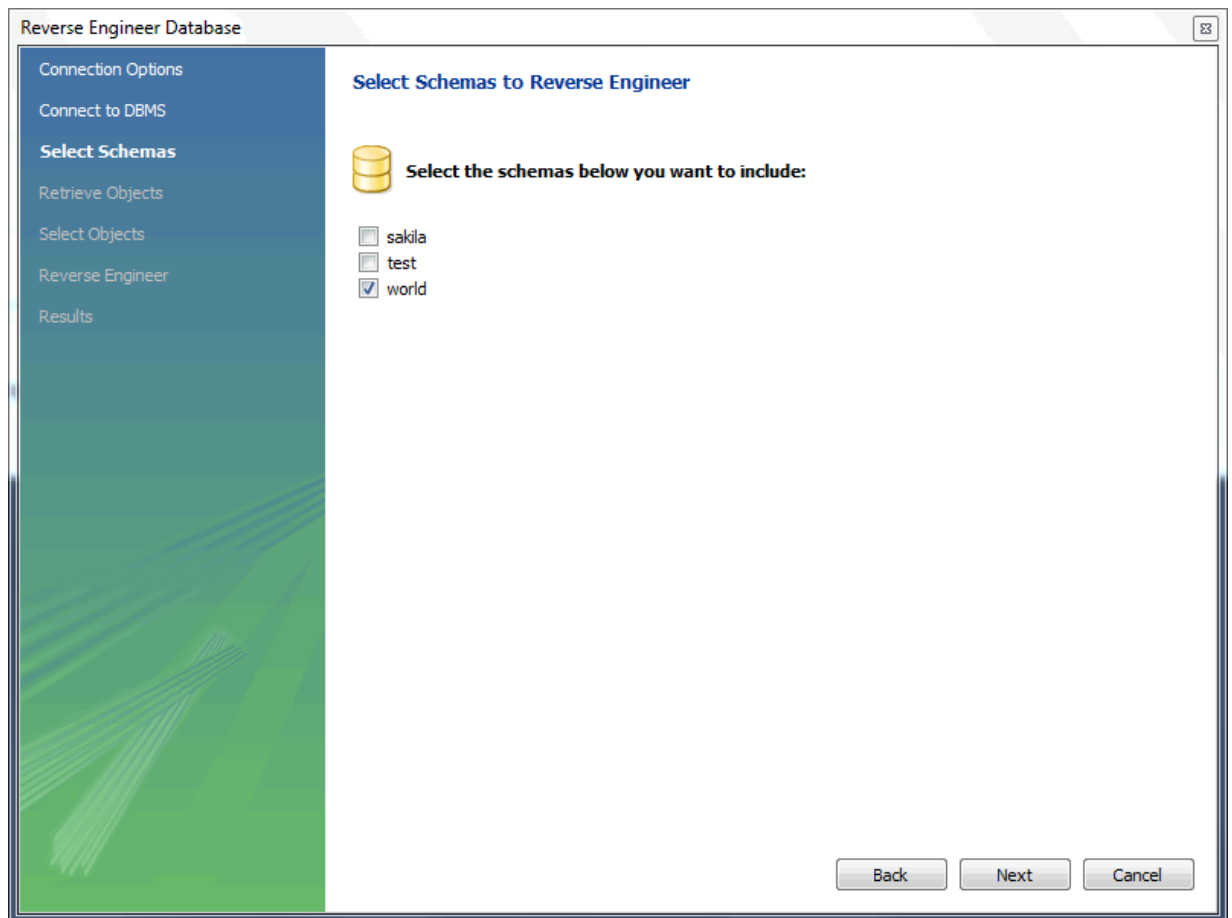 Reverse Engineer Database
Connection Options
Connect to DBMS
Select Schemas
Retrieve Objects
Select Objects
Reverse Engineer
Results
Select Schemas to Reverse Engineer
Select the schemas below you want to include:
sakila
test
world
Back Next Cancel